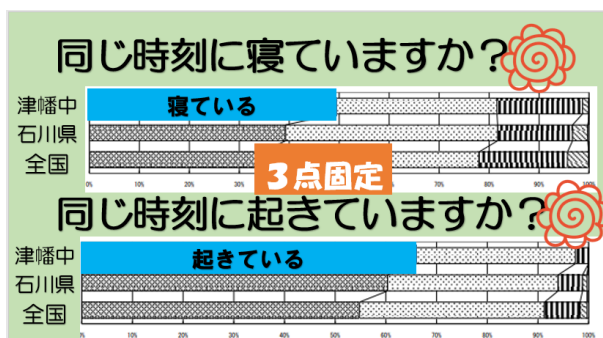 同じ時刻に寝ていますか？
津幡中 寝ている
石川県
全国
0% 10% 20% 30% 70% 80% 90% 100%
３点固定
同じ時刻に起きていますか？
津幡中 起きている
石川県
全国
0% 10% 20% 30% 40% 50% 60% 70% 80% 90% 100%